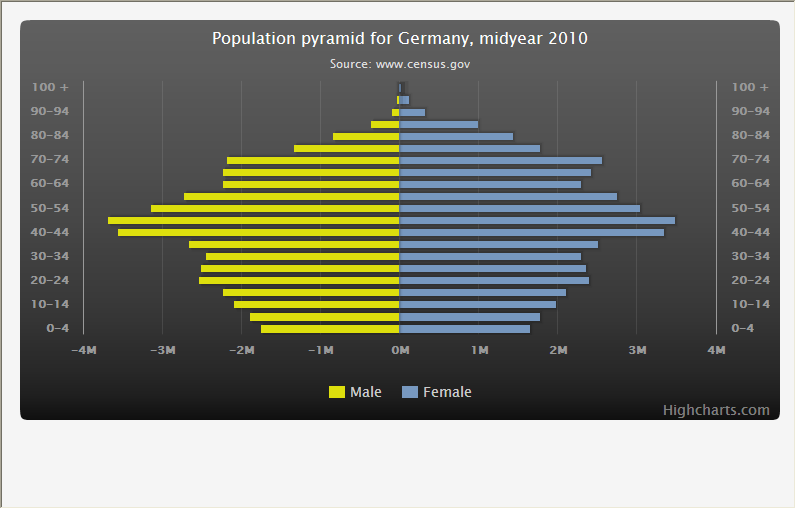 Population pyramid for Germany, midyear 2010
Source: www.census.gov
100 + 100 +
90-94 90-94
80-84 80-84
70-74 70-74
60-64 60-64
50-54 50-54
40-44 40-44
30-34 30-34
20-24 20-24
10-14 10-14
0-4 0-4
-4M -3M -2M -1M 0M 1M 2M 3M 4M
Male Female
Highcharts.com